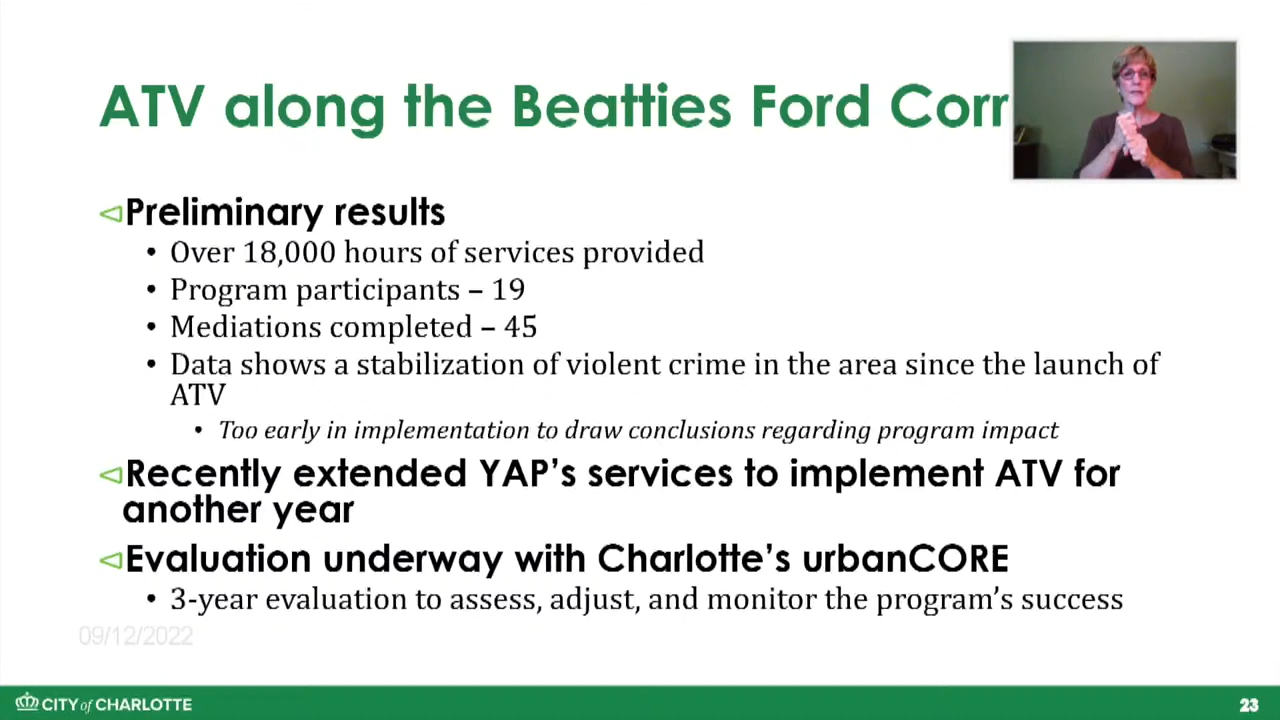 ATV along the Beatties Ford Corr
Preliminary results
• Over 18,000 hours of services provided
• Program participants – 19
• Mediations completed – 45
• Data shows a stabilization of violent crime in the area since the launch of
ATV
• Too early in implementation to draw conclusions regarding program impact
Recently extended YAP’s services to implement ATV for
another year
Evaluation underway with Charlotte’s urbanCORE
• 3-year evaluation to assess, adjust, and monitor the program’s success
09/12/2022
CITY of CHARLOTTE
23